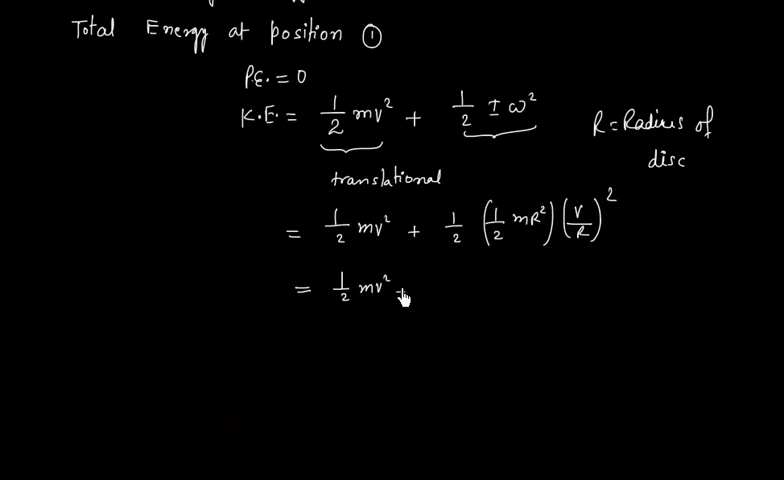 Total Energy at position ①
P.E. = 0
K.E. = 1/2 mv² + 1/2 I ω²
R = Radius of disc
translational
= 1/2 mv² + 1/2 (1/2 mR²) (v/R)²
= 1/2 mv² +